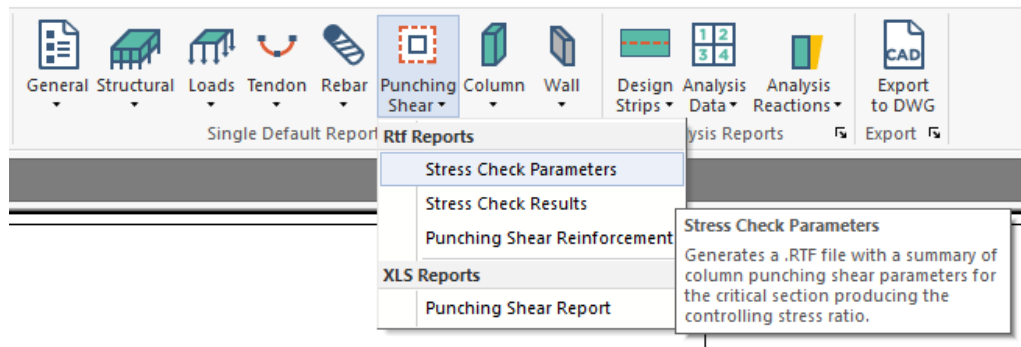 General Structural Loads Tendon Rebar Punching Shear Column Wall Design Strips Analysis Data Analysis Reactions Export to DWG
1 2
3 4
CAD
Single Default Report
ysis Reports
Export
Rtf Reports
Stress Check Parameters
Stress Check Results
Punching Shear Reinforcement
XLS Reports
Punching Shear Report
Stress Check Parameters
Generates a .RTF file with a summary of
column punching shear parameters for
the critical section producing the
controlling stress ratio.